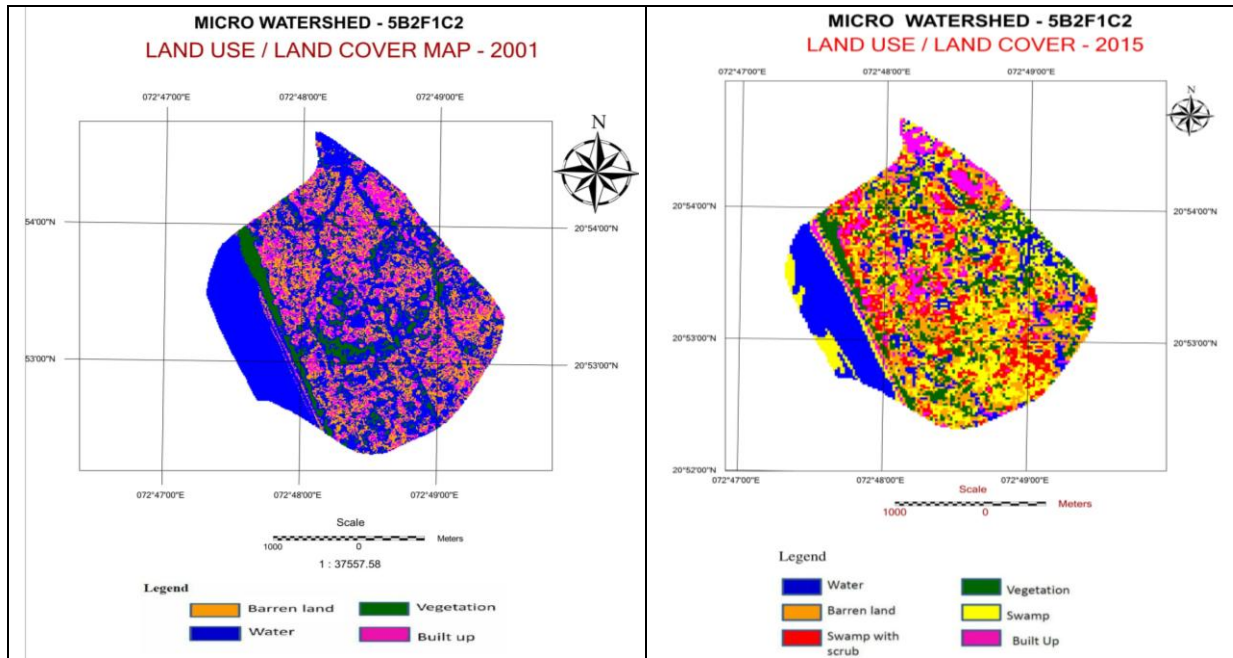 MICRO WATERSHED - 5B2F1C2
LAND USE / LAND COVER MAP - 2001
072°47'00"E 072°48'00"E 072°49'00"E
N
54'00"N
20°54'00"N
53'00"N
20°53'00"N
072°47'00"E 072°48'00"E 072°49'00"E
Scale
Meters
1000 0
1 : 37557.58
Legend
Barren land Vegetation
Water Built up
MICRO WATERSHED - 5B2F1C2
LAND USE / LAND COVER - 2015
072°47'00"E 072°48'00"E 072°49'00"E
N
20°54'00"N 20°54'00"N
20°53'00"N 20°53'00"N
20°52'00"N
072°47'00"E 072°48'00"E 072°49'00"E
Scale
Meters
1000 0
Legend
Water Vegetation
Barren land Swamp
Swamp with Built Up
scrub